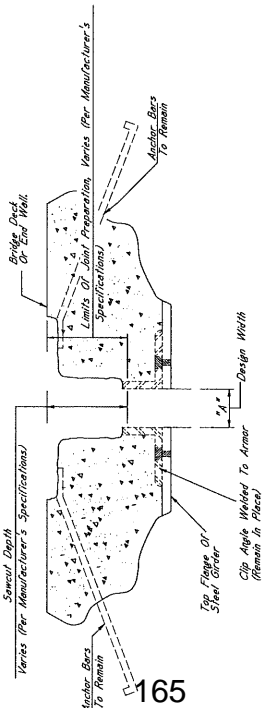 Sawcut Depth
Varies (Per Manufacturer's Specifications)
Bridge Deck
Or End Wall.
Limits Of Joint Preparation, Varies (Per Manufacturer's
Specifications)
Anchor Bars
To Remain
Anchor Bars
To Remain
"A"
Design Width
Top Flange Of
Steel Girder
Clip Angle Welded To Armor
(Remain In Place)
165